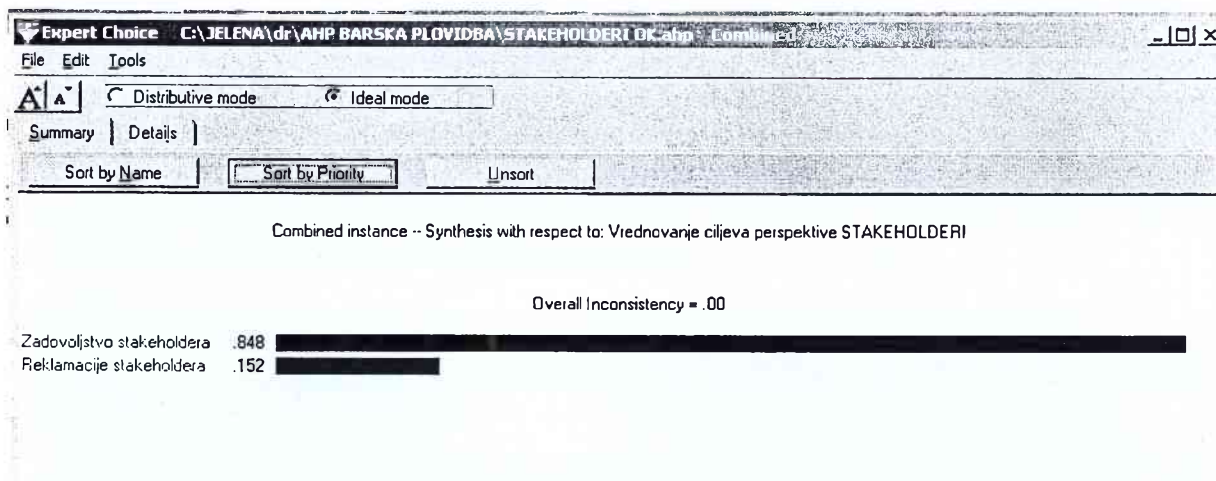 Expert Choice C:\JELENA\dr\AHP BARSKA PLOVIDBA\STAKEHOLDERI OK.ahp Combined
File Edit Tools
A A Distributive mode Ideal mode
Summary Details
Sort by Name Sort by Priority Unsort
Combined instance -- Synthesis with respect to: Vrednovanje ciljeva perspektive STAKEHOLDERI
Overall Inconsistency = .00
Zadovoljstvo stakeholdera .848
Reklamacije stakeholdera .152